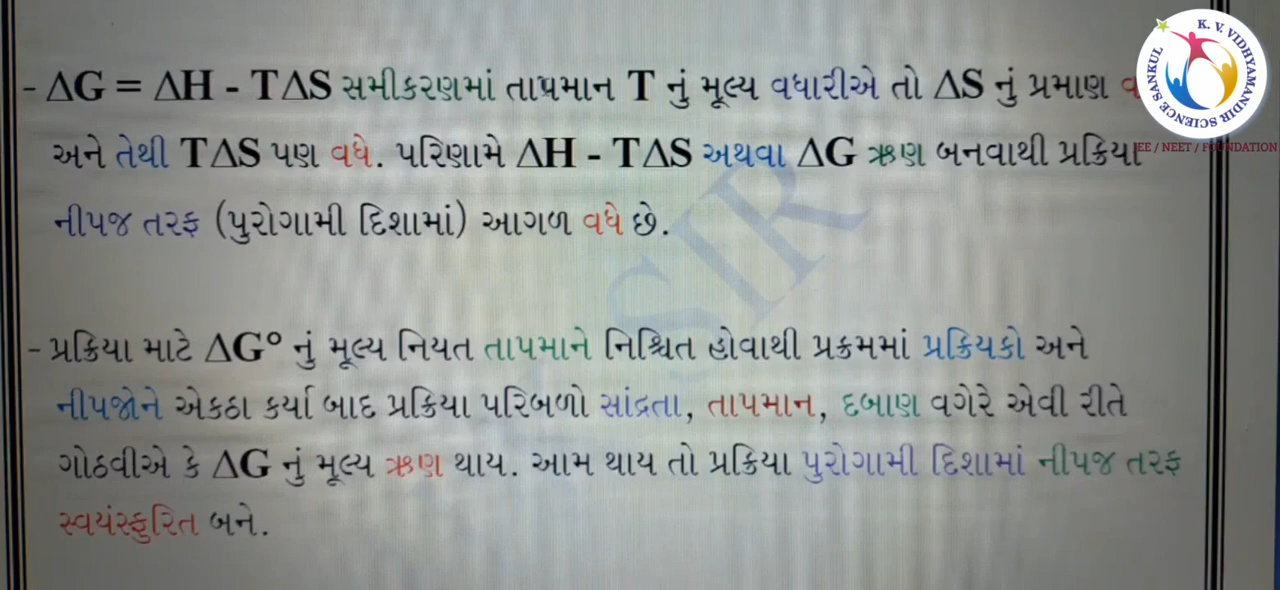 - ΔG = ΔH - TΔS સમીકરણમાં તાપમાન T નું મૂલ્ય વધારીએ તો ΔS નું પ્રમાણ
અને તેથી TΔS પણ વધે. પરિણામે ΔH - TΔS અથવા ΔG ઋણ બનવાથી પ્રક્રિયા
નીપજ તરફ (પુરોગામી દિશામાં) આગળ વધે છે.
- પ્રક્રિયા માટે ΔG° નું મૂલ્ય નિયત તાપમાને નિશ્ચિત હોવાથી પ્રક્રમમાં પ્રક્રિયકો અને
નીપજોને એકઠા કર્યા બાદ પ્રક્રિયા પરિબળો સાંદ્રતા, તાપમાન, દબાણ વગેરે એવી રીતે
ગોઠવીએ કે ΔG નું મૂલ્ય ઋણ થાય. આમ થાય તો પ્રક્રિયા પુરોગામી દિશામાં નીપજ તરફ
સ્વયંસ્ફુરિત બને.
SIR
K. V. VIDHYAMANDIR SCIENCE SANKUL
EE / NEET / FOUNDATION